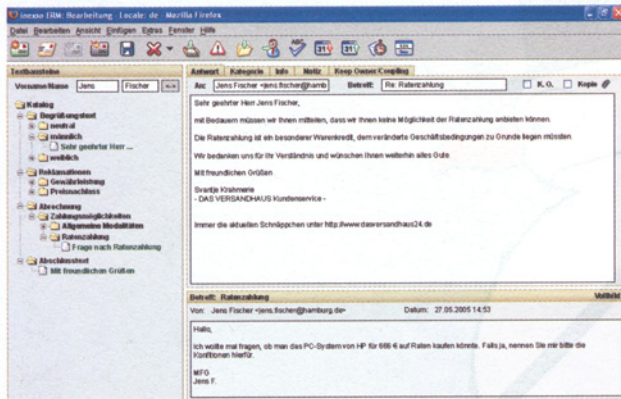 inexso ERM: Bearbeitung - Locale: de - Mozilla Firefox
Datei Bearbeiten Ansicht Einfügen Extras Fenster Hilfe
Textbausteine
Vorname/Name Jens Fischer
Katalog
Begrüßungstext
neutral
männlich
Sehr geehrter Herr ...
weiblich
Reklamationen
Gewährleistung
Preisnachlass
Abrechnung
Zahlungsmöglichkeiten
Allgemeine Modalitäten
Ratenzahlung
Frage nach Ratenzahlung
Abschlusstext
Mit freundlichen Grüßen
Antwort Kategorie Info Notiz Keep Owner Coupling
An: Jens Fischer <jens.fischer@hamb Betreff: Re: Ratenzahlung K. O. Kopie
Sehr geehrter Herr Jens Fischer,
mit Bedauern müssen wir Ihnen mitteilen, dass wir Ihnen keine Möglichkeit der Ratenzahlung anbieten können.
Die Ratenzahlung ist ein besonderer Warenkredit, dem veränderte Geschäftsbedingungen zu Grunde liegen müssten.
Wir bedanken uns für Ihr Verständnis und wünschen Ihnen weiterhin alles Gute.
Mit freundlichen Grüßen
Svantje Krahmerie
- DAS VERSANDHAUS Kundenservice -
Immer die aktuellen Schnäppchen unter http://www.dasversandhaus24.de
Betreff: Ratenzahlung Vollbild
Von: Jens Fischer <jens.fischer@hamburg.de> Datum: 27.05.2005 14:53
Hallo,
ich wollte mal fragen, ob man das PC-System von HP für 666 € auf Raten kaufen könnte. Falls ja, nennen Sie mir bitte die
Konditionen hierfür.
MFG
Jens F.